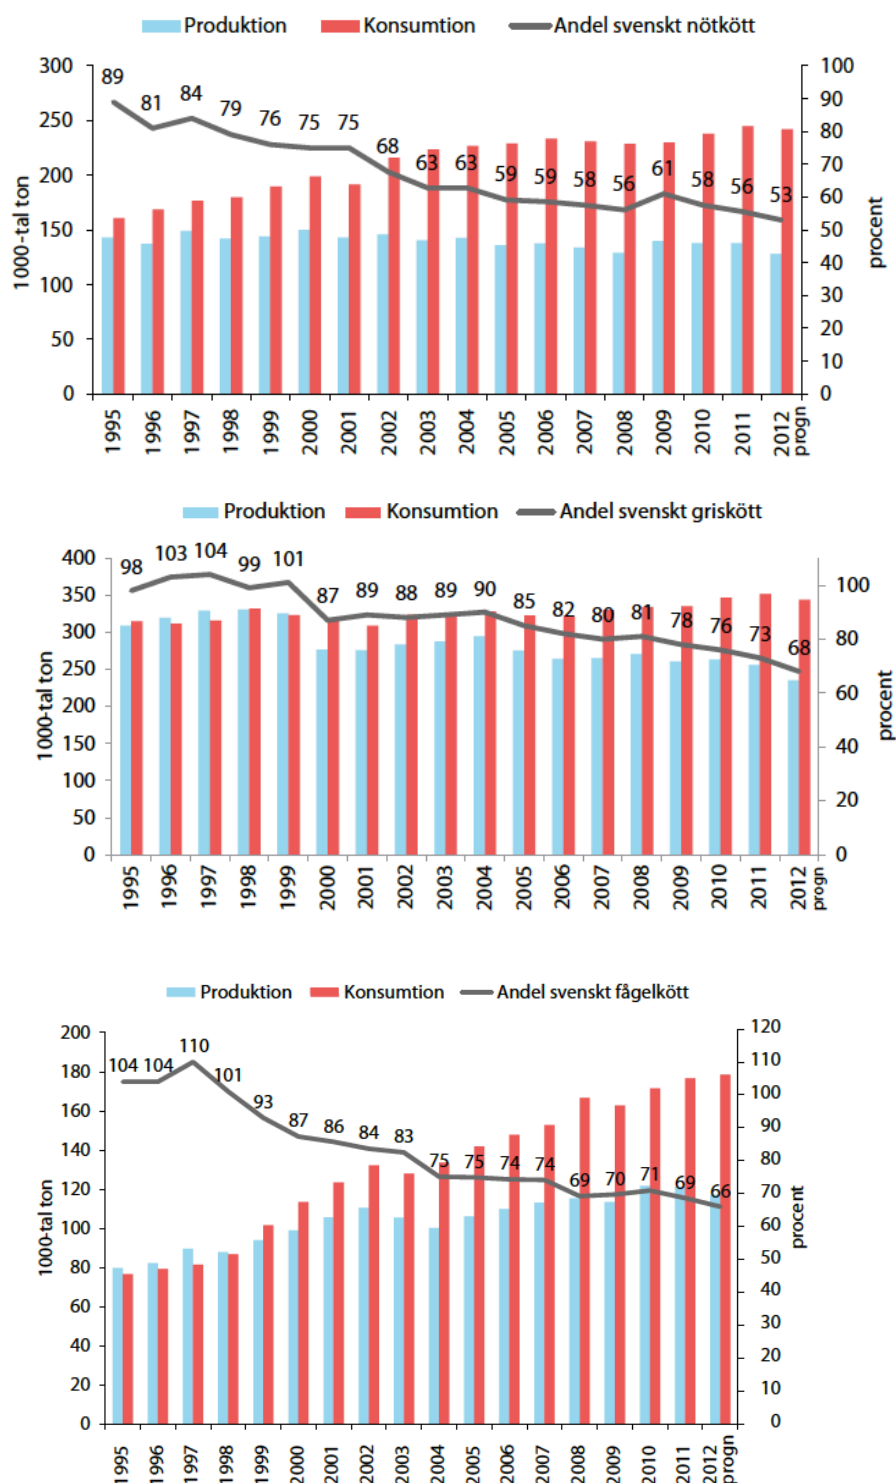 Produktion Konsumtion Andel svenskt nötkött
300 100
250 90
200 80
150 70
100 60
50 50
0 40
30
20
10
0
1000-tal ton
procent
89 81 84 79 76 75 75 68 63 63 59 59 58 56 61 58 56 53
1995 1996 1997 1998 1999 2000 2001 2002 2003 2004 2005 2006 2007 2008 2009 2010 2011 2012 progn
Produktion Konsumtion Andel svenskt griskött
400 100
350 80
300 60
250 40
200 20
150 0
100
50
0
1000-tal ton
procent
98 103 104 99 101 87 89 88 89 90 85 82 80 81 78 76 73 68
1995 1996 1997 1998 1999 2000 2001 2002 2003 2004 2005 2006 2007 2008 2009 2010 2011 2012 progn
Produktion Konsumtion Andel svenskt fågelkött
200 120
180 110
160 100
140 90
120 80
100 70
80 60
60 50
40 40
20 30
0 20
10
0
1000-tal ton
procent
104 104 110 101 93 87 86 84 83 75 75 74 74 69 70 71 69 66
1995 1996 1997 1998 1999 2000 2001 2002 2003 2004 2005 2006 2007 2008 2009 2010 2011 2012 progn